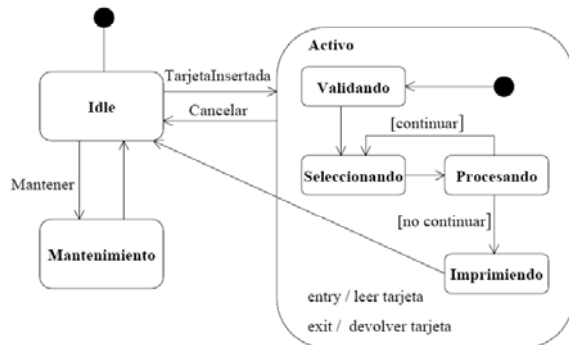 Activo
TarjetaInsertada
Validando
Idle
Cancelar
[continuar]
Mantener
Seleccionando
Procesando
[no continuar]
Mantenimiento
Imprimiendo
entry / leer tarjeta
exit / devolver tarjeta